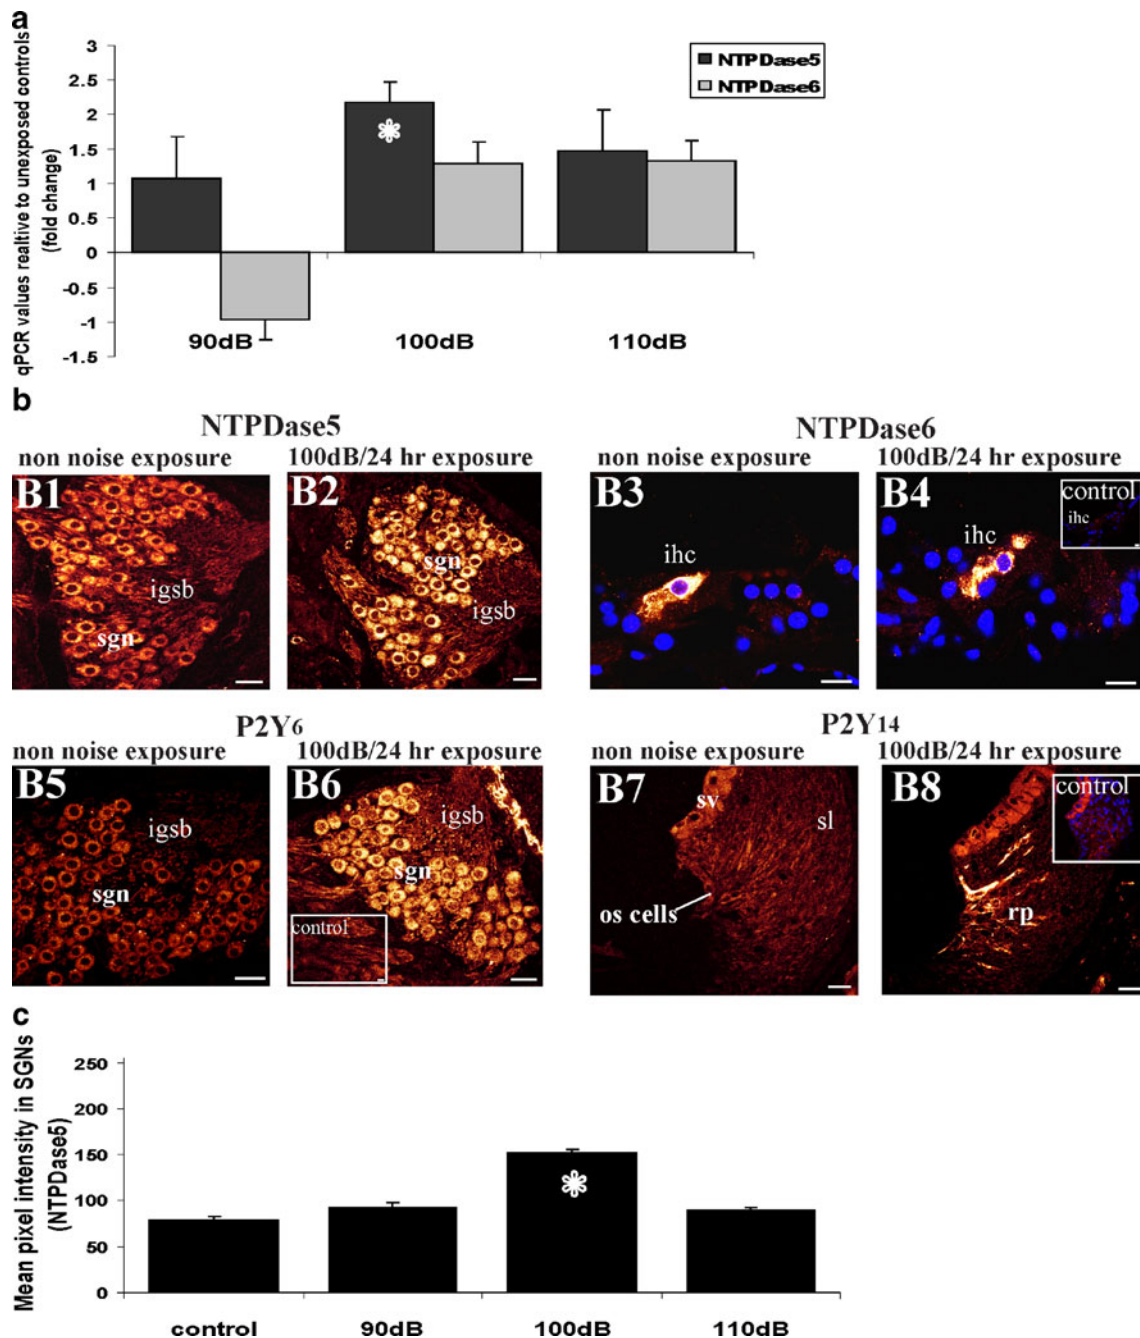 a
qPCR values realtive to unexposed controls
(fold change)
3
2.5
2
1.5
1
0.5
0
-0.5
-1
-1.5
NTPDase5
NTPDase6
90dB
100dB
110dB
b
NTPDase5
NTPDase6
non noise exposure
100dB/24 hr exposure
non noise exposure
100dB/24 hr exposure
B1
igsb
sgn
B2
sgn
igsb
B3
ihc
B4
ihc
control
ihc
P2Y6
P2Y14
non noise exposure
100dB/24 hr exposure
non noise exposure
100dB/24 hr exposure
B5
igsb
sgn
B6
igsb
sgn
control
B7
sv
sl
os cells
B8
control
rp
c
Mean pixel intensity in SGNs
(NTPDase5)
250
200
150
100
50
0
control
90dB
100dB
110dB